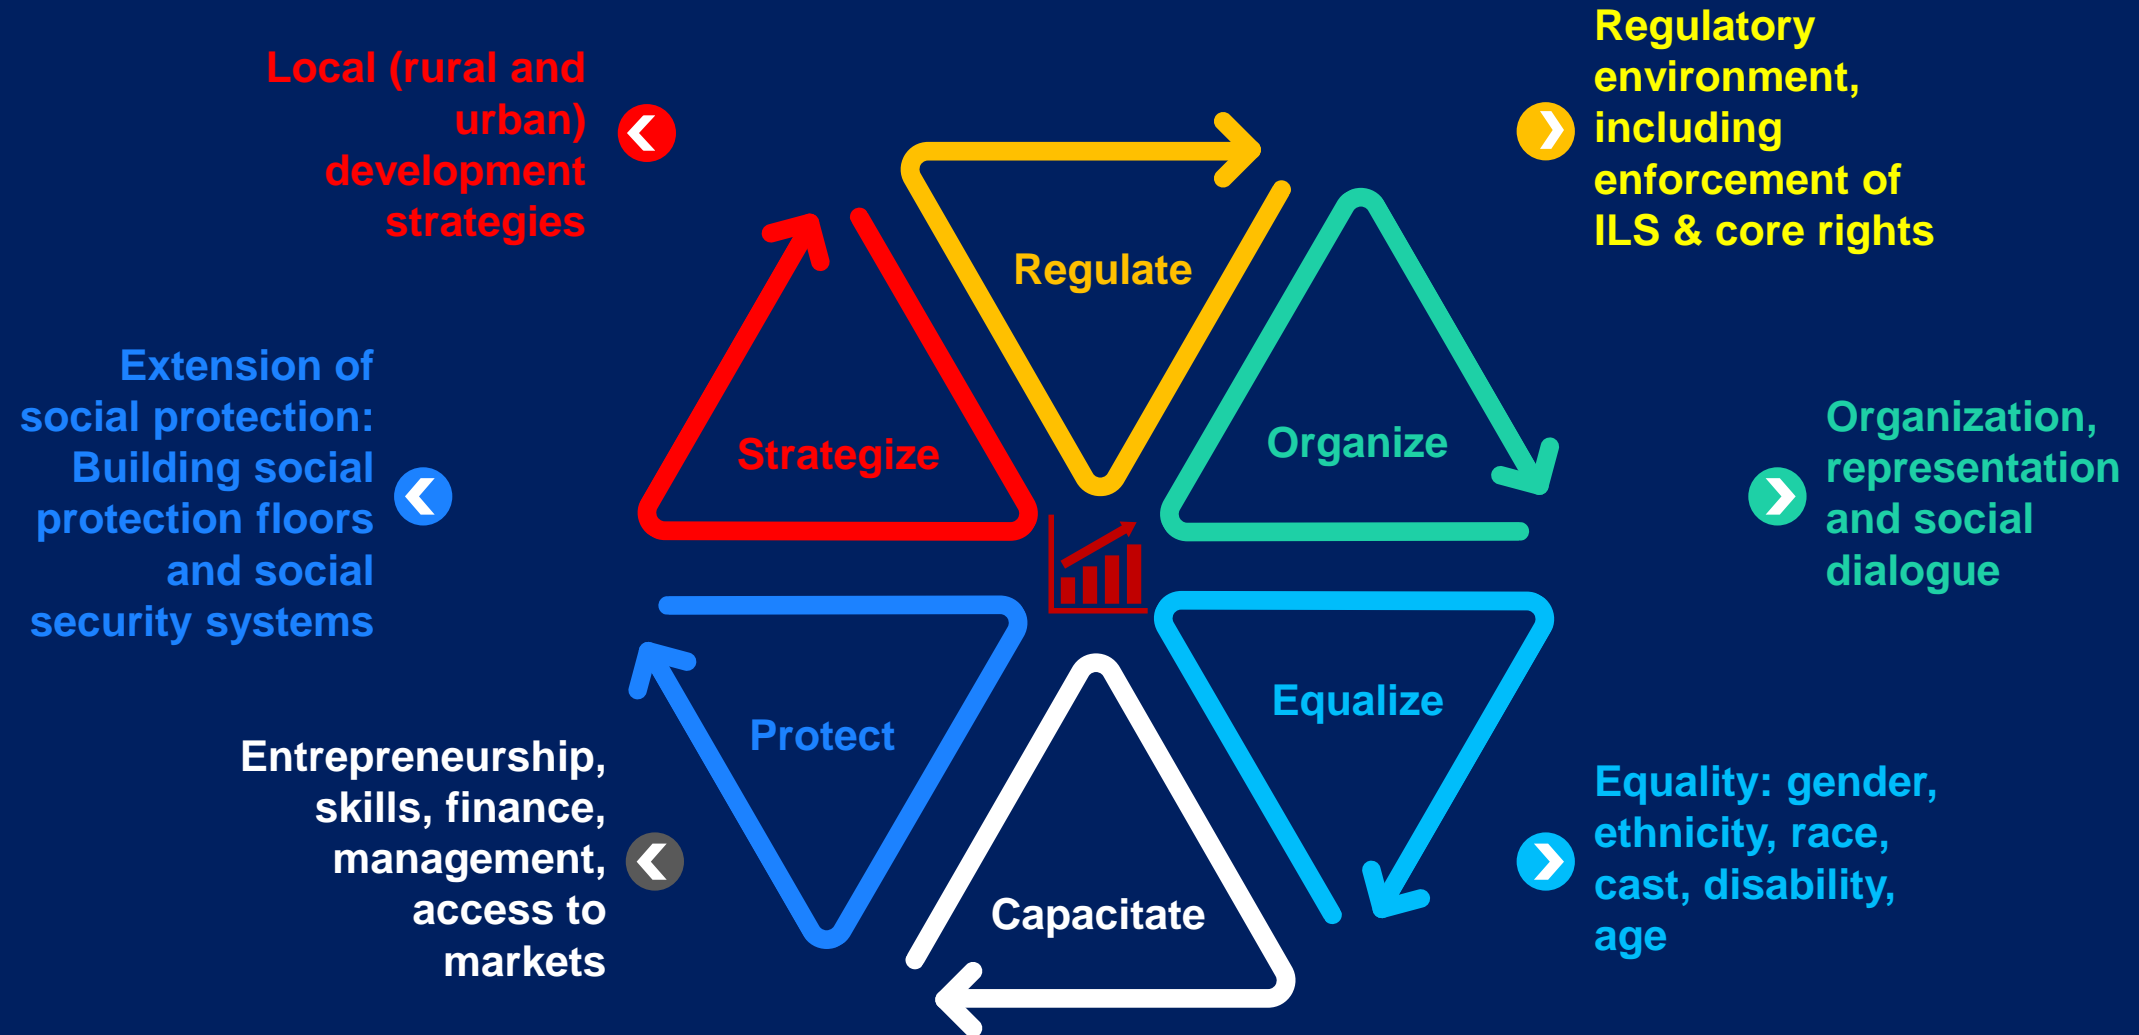 Local (rural and
urban)
development
strategies
Regulatory
environment,
including
enforcement of
ILS & core rights
Regulate
Strategize
Organize
Extension of
social protection:
Building social
protection floors
and social
security systems
Organization,
representation
and social
dialogue
Protect
Equalize
Capacitate
Entrepreneurship,
skills, finance,
management,
access to
markets
Equality: gender,
ethnicity, race,
cast, disability,
age